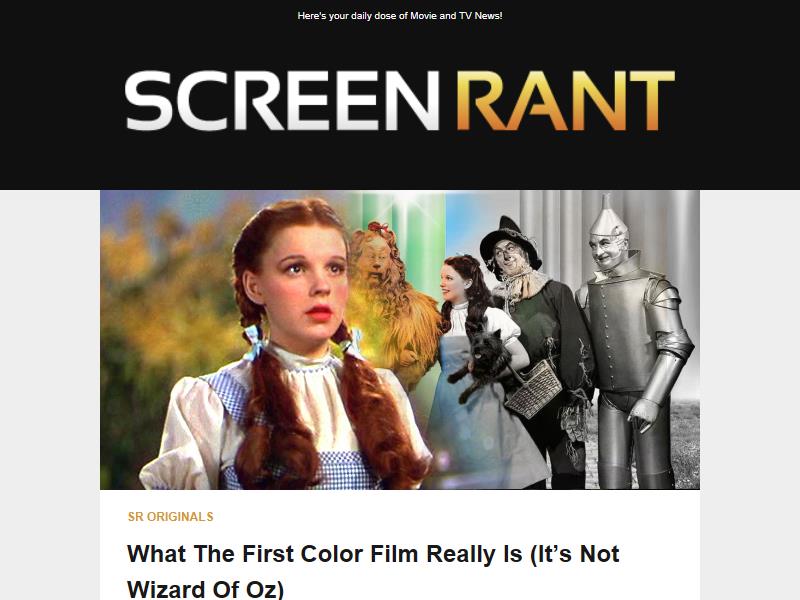 Here's your daily dose of Movie and TV News!
SCREEN RANT
SR ORIGINALS
What The First Color Film Really Is (It’s Not
Wizard Of Oz)